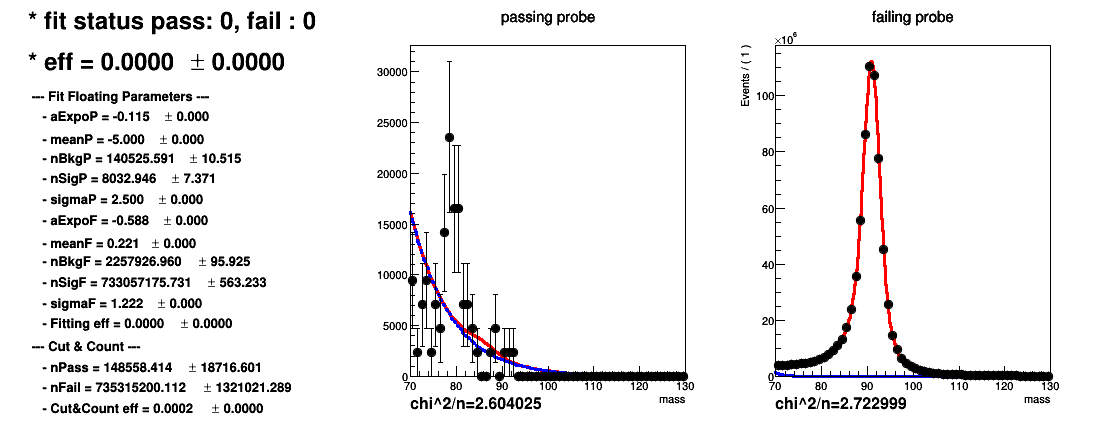 * fit status pass: 0, fail : 0
* eff = 0.0000 ± 0.0000
--- Fit Floating Parameters ---
- aExpoP = -0.115 ± 0.000
- meanP = -5.000 ± 0.000
- nBkgP = 140525.591 ± 10.515
- nSigP = 8032.946 ± 7.371
- sigmaP = 2.500 ± 0.000
- aExpoF = -0.588 ± 0.000
- meanF = 0.221 ± 0.000
- nBkgF = 2257926.960 ± 95.925
- nSigF = 733057175.731 ± 563.233
- sigmaF = 1.222 ± 0.000
- Fitting eff = 0.0000 ± 0.0000
--- Cut & Count ---
- nPass = 148558.414 ± 18716.601
- nFail = 735315200.112 ± 1321021.289
- Cut&Count eff = 0.0002 ± 0.0000
passing probe
30000
25000
20000
15000
10000
5000
0
70 80 90 100 110 120 130
mass
chi^2/n=2.604025
failing probe
×10^6
Events / ( 1 )
100
80
60
40
20
0
70 80 90 100 110 120 130
mass
chi^2/n=2.722999